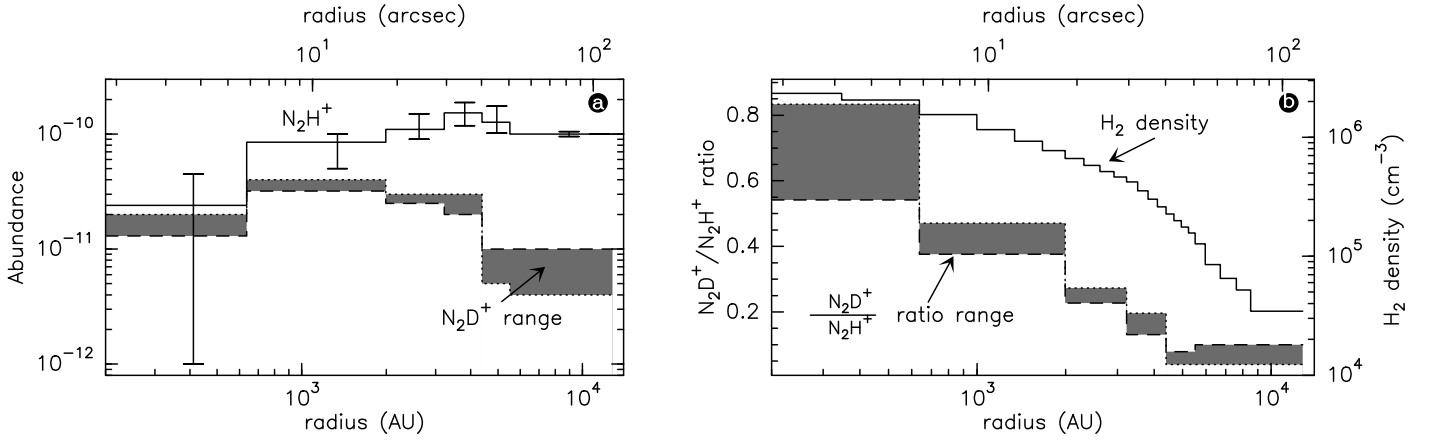 radius (arcsec)
10¹ 10²
Abundance
10⁻¹⁰
10⁻¹¹
10⁻¹²
N₂H⁺
a
N₂D⁺ range
10³ 10⁴
radius (AU)
radius (arcsec)
10¹ 10²
N₂D⁺/N₂H⁺ ratio
0.8
0.6
0.4
0.2
b
H₂ density
N₂D⁺
N₂H⁺ ratio range
10⁶
10⁵
10⁴
H₂ density (cm⁻³)
10³ 10⁴
radius (AU)